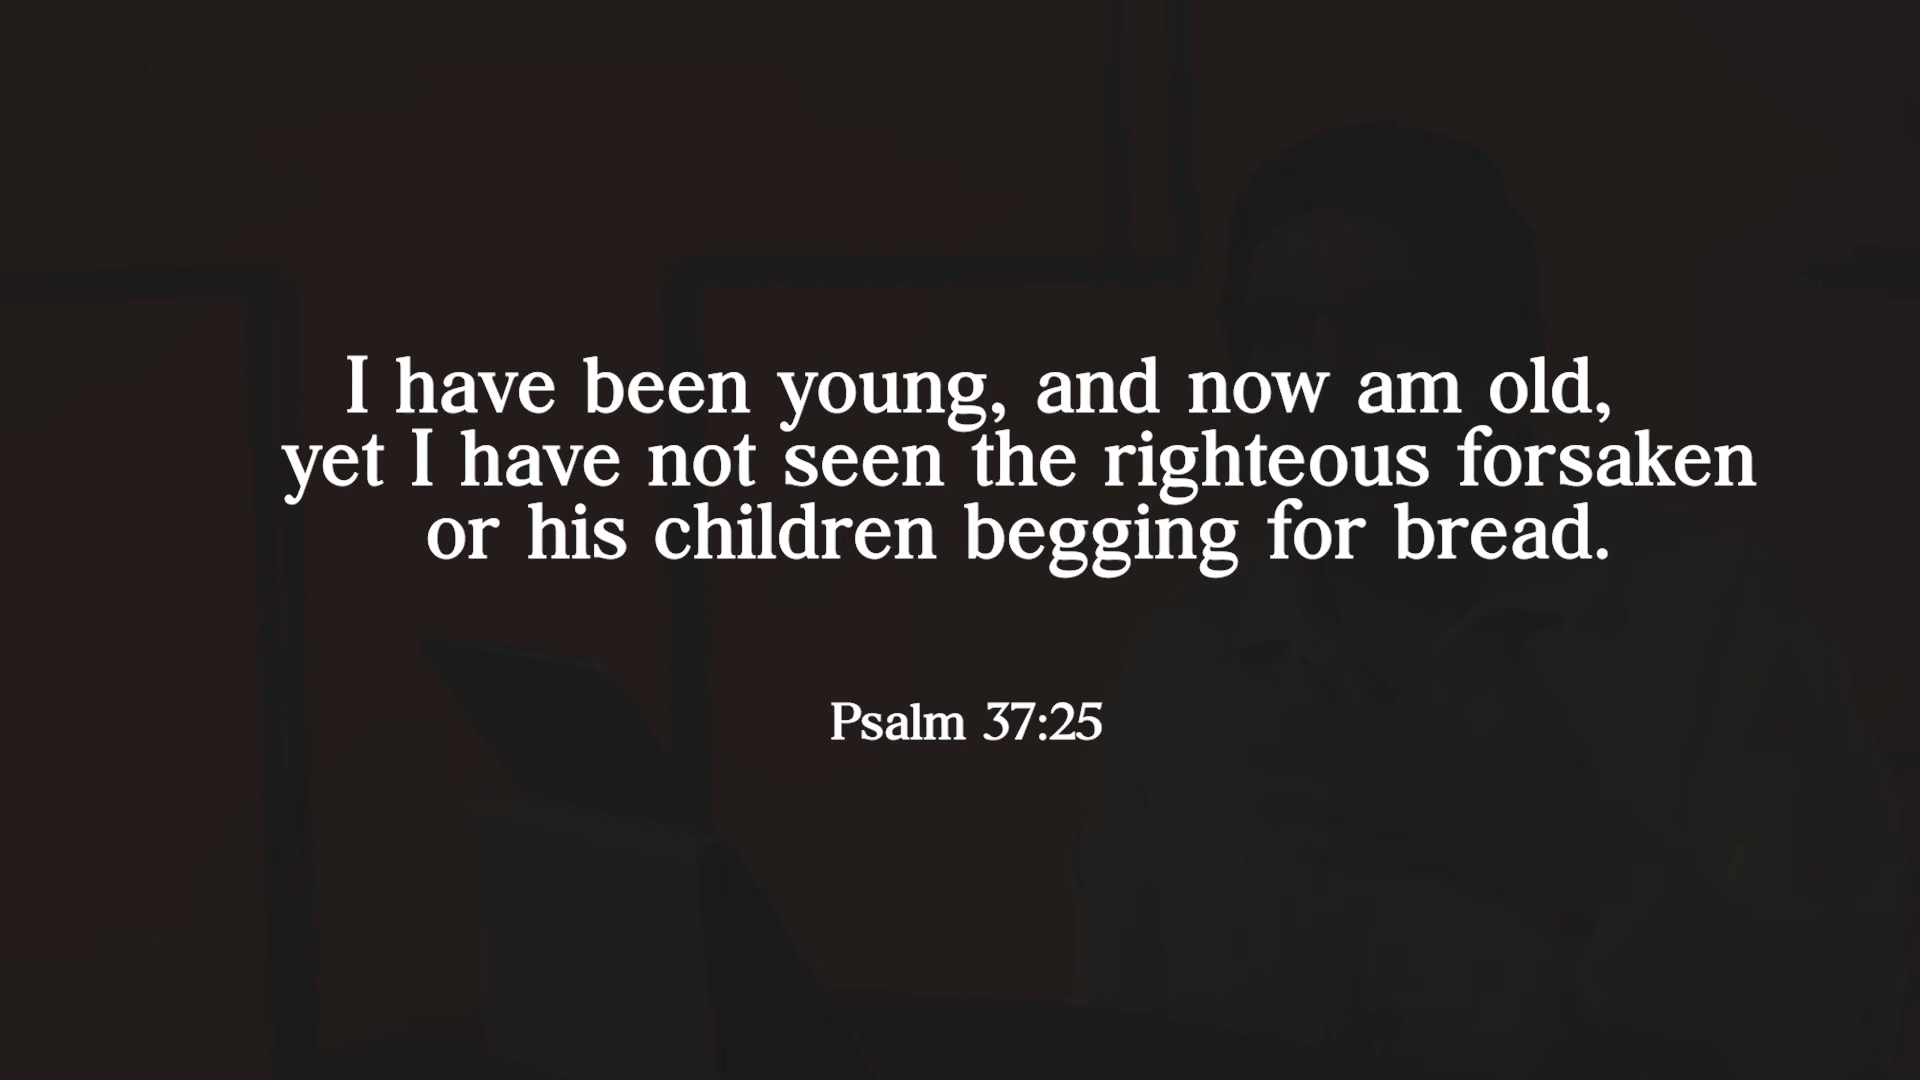 I have been young, and now am old,
yet I have not seen the righteous forsaken
or his children begging for bread.
Psalm 37:25